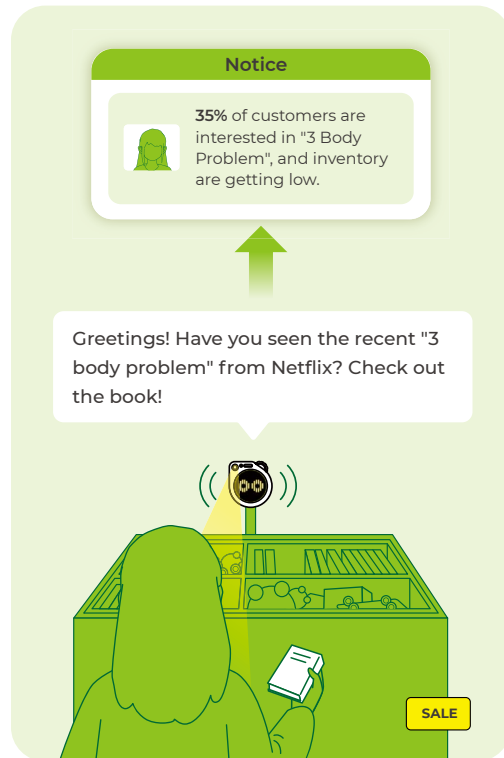 Notice
35% of customers are
interested in "3 Body
Problem", and inventory
are getting low.
Greetings! Have you seen the recent "3
body problem" from Netflix? Check out
the book!
SALE